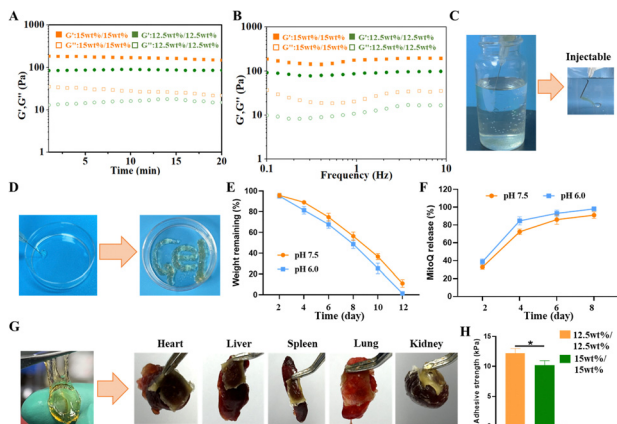 A
G':15wt%/15wt% G':12.5wt%/12.5wt%
G'':15wt%/15wt% G'':12.5wt%/12.5wt%
G',G'' (Pa)
1000
100
10
1
5 10 15 20
Time (min)
B
G':15wt%/15wt% G':12.5wt%/12.5wt%
G'':15wt%/15wt% G'':12.5wt%/12.5wt%
G',G'' (Pa)
1000
100
10
1
0.1 1 10
Frequency (Hz)
C
Injectable
D
E
Weight remaining (%)
100
80
60
40
20
0
pH 7.5
pH 6.0
2 4 6 8 10 12
Time (day)
F
MitoQ release (%)
150
100
50
0
pH 7.5
pH 6.0
2 4 6 8
Time (day)
G
Heart Liver Spleen Lung Kidney
H
Adhesive strength (kPa)
15
10
5
*
12.5wt%/
12.5wt%
15wt%/
15wt%